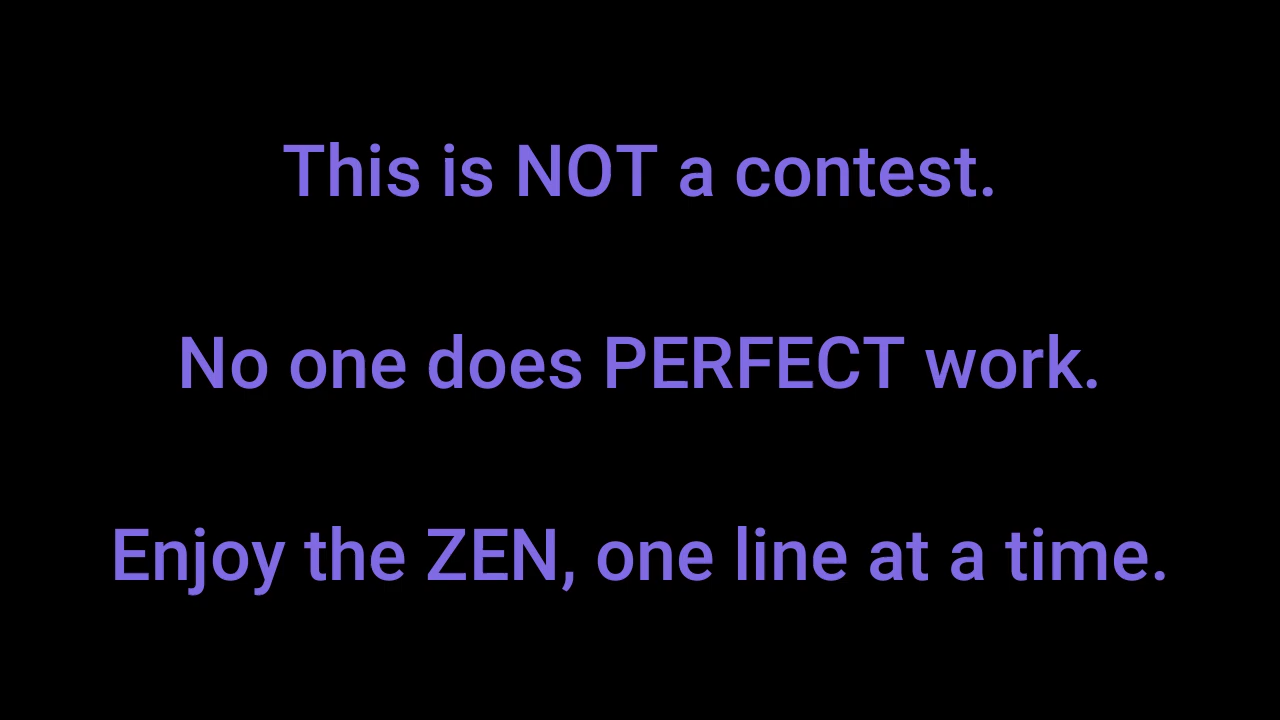 This is NOT a contest.
No one does PERFECT work.
Enjoy the ZEN, one line at a time.